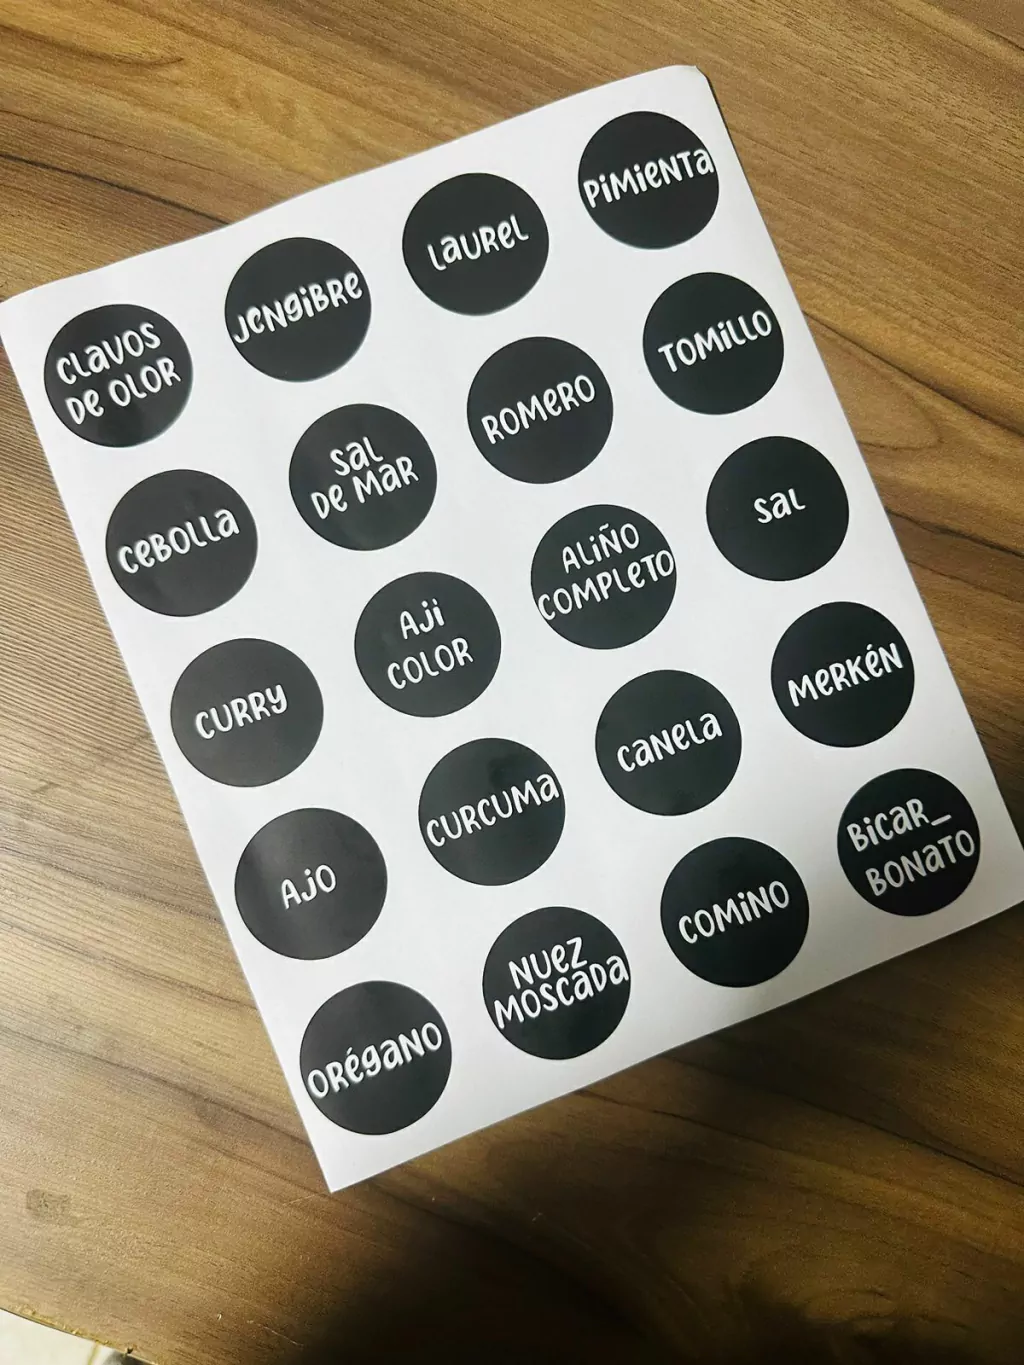 CLAVOS
DE OLOR
JENGIBRE
LAUREL
PIMIENTA
CEBOLLA
SAL
DE MAR
ROMERO
TOMILLO
CURRY
AJI
COLOR
ALIÑO
COMPLETO
SAL
AJO
CURCUMA
CANELA
MERKÉN
ORÉGANO
NUEZ
MOSCADA
COMINO
BICAR_
BONATO